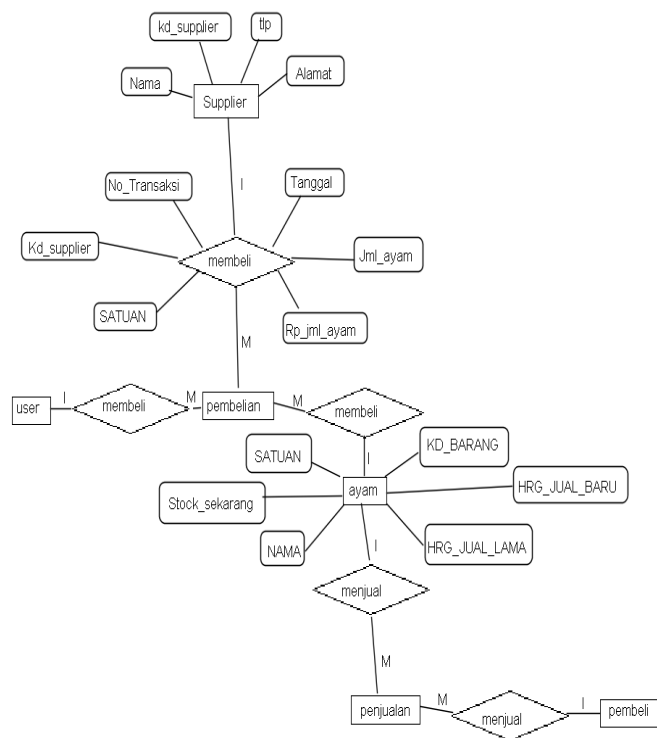 kd_supplier
tlp
Nama
Alamat
Supplier
I
No_Transaksi
Tanggal
Kd_supplier
membeli
Jml_ayam
SATUAN
Rp_jml_ayam
M
user
I
membeli
M
pembelian
M
membeli
I
SATUAN
KD_BARANG
Stock_sekarang
ayam
HRG_JUAL_BARU
NAMA
HRG_JUAL_LAMA
I
menjual
M
penjualan
M
menjual
I
pembeli